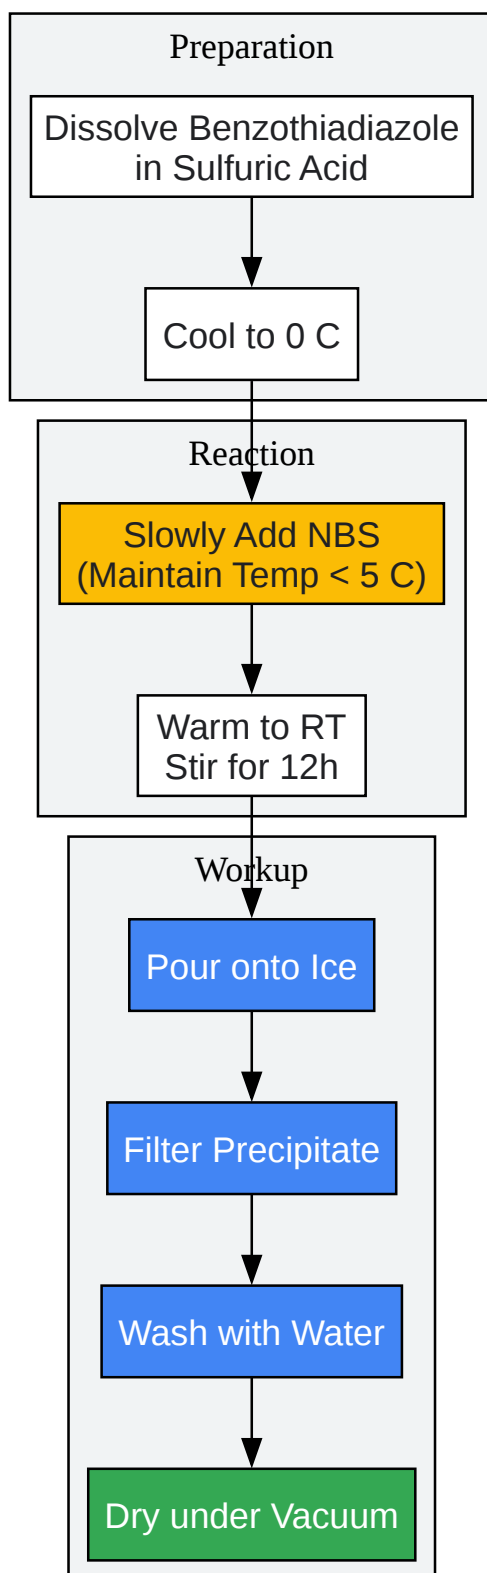 Preparation
Dissolve Benzothiadiazole
in Sulfuric Acid
Cool to 0 C
Reaction
Slowly Add NBS
(Maintain Temp < 5 C)
Warm to RT
Stir for 12h
Workup
Pour onto Ice
Filter Precipitate
Wash with Water
Dry under Vacuum